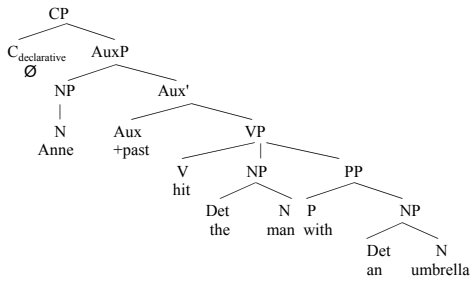 CP
C declarative AuxP
Ø
NP Aux'
N Aux VP
Anne +past
V NP PP
hit
Det N P NP
the man with
Det N
an umbrella